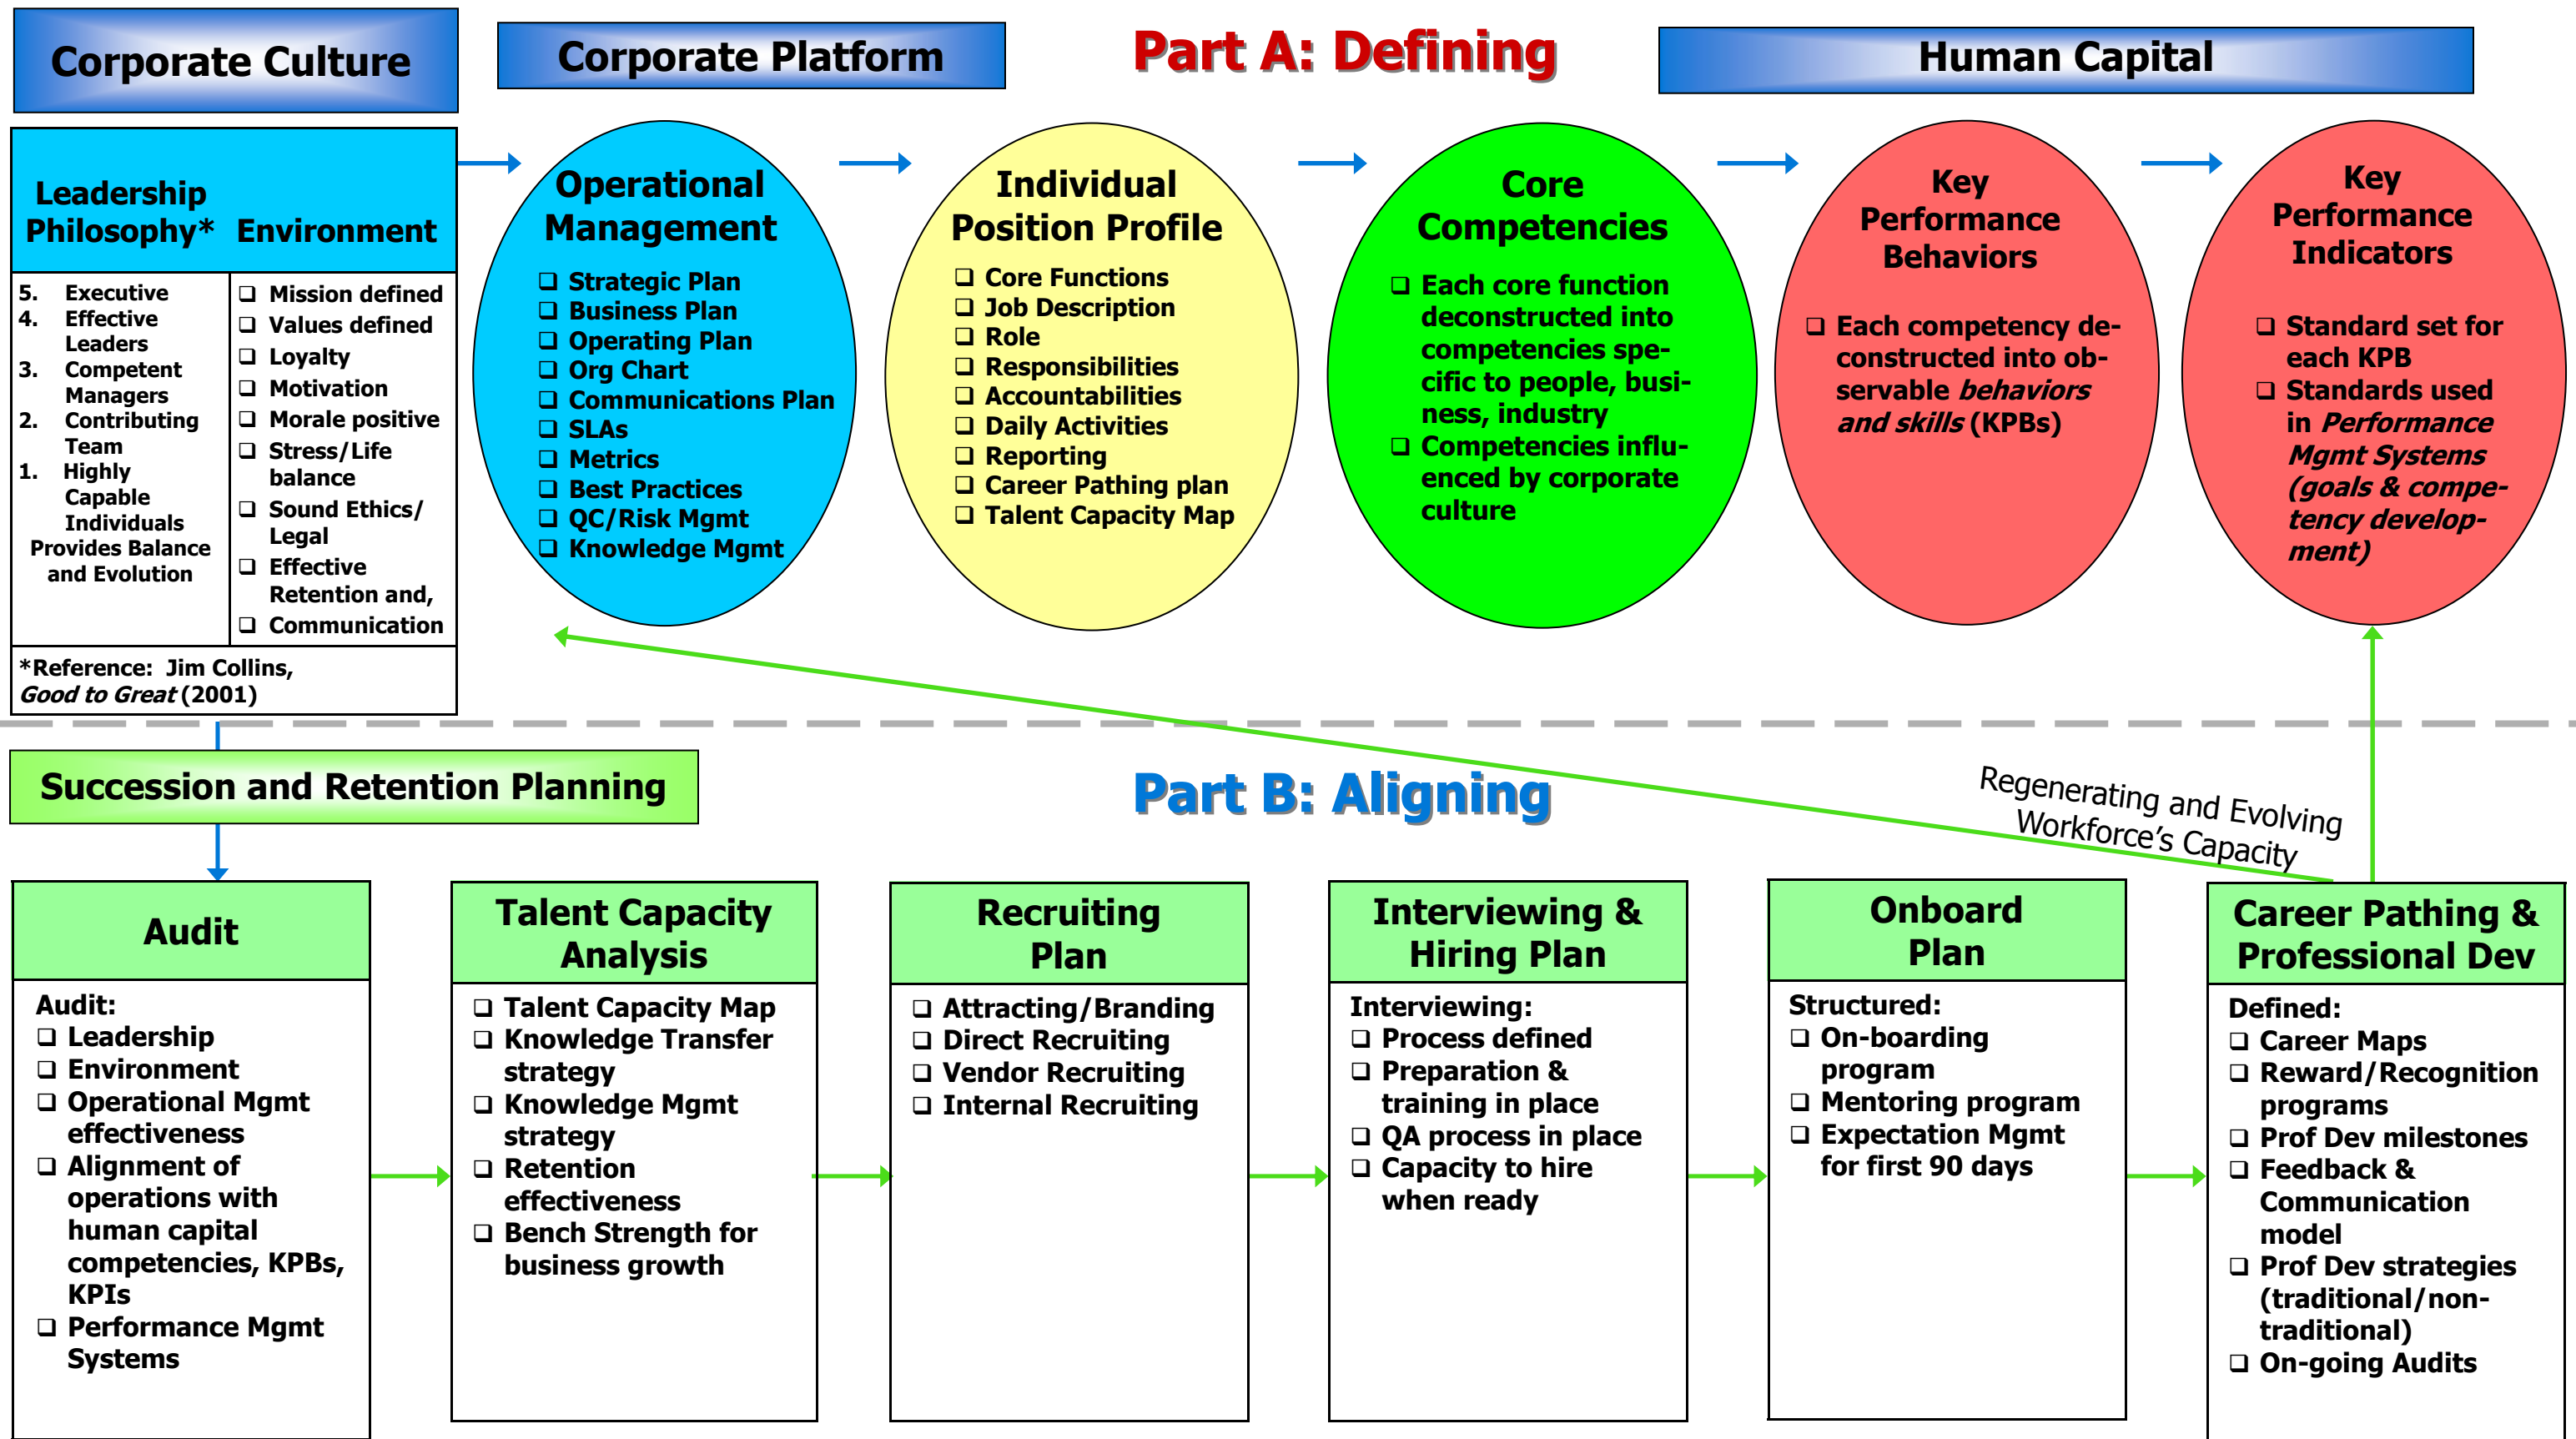 Corporate Culture
Corporate Platform
Part A: Defining
Human Capital
Leadership
Philosophy*
Environment
5. Executive
4. Effective
Leaders
3. Competent
Managers
2. Contributing
Team
1. Highly
Capable
Individuals
Provides Balance
and Evolution
❑ Mission defined
❑ Values defined
❑ Loyalty
❑ Motivation
❑ Morale positive
❑ Stress/Life
balance
❑ Sound Ethics/
Legal
❑ Effective
Retention and,
❑ Communication
*Reference: Jim Collins,
Good to Great (2001)
Operational
Management
❑ Strategic Plan
❑ Business Plan
❑ Operating Plan
❑ Org Chart
❑ Communications Plan
❑ SLAs
❑ Metrics
❑ Best Practices
❑ QC/Risk Mgmt
❑ Knowledge Mgmt
Individual
Position Profile
❑ Core Functions
❑ Job Description
❑ Role
❑ Responsibilities
❑ Accountabilities
❑ Daily Activities
❑ Reporting
❑ Career Pathing plan
❑ Talent Capacity Map
Core
Competencies
❑ Each core function
deconstructed into
competencies spe-
cific to people, busi-
ness, industry
❑ Competencies influ-
enced by corporate
culture
Key
Performance
Behaviors
❑ Each competency de-
constructed into ob-
servable behaviors
and skills (KPBs)
Key
Performance
Indicators
❑ Standard set for
each KPB
❑ Standards used
in Performance
Mgmt Systems
(goals & compe-
tency develop-
ment)
Succession and Retention Planning
Part B: Aligning
Regenerating and Evolving
Workforce's Capacity
Audit
Audit:
❑ Leadership
❑ Environment
❑ Operational Mgmt
effectiveness
❑ Alignment of
operations with
human capital
competencies, KPBs,
KPIs
❑ Performance Mgmt
Systems
Talent Capacity
Analysis
❑ Talent Capacity Map
❑ Knowledge Transfer
strategy
❑ Knowledge Mgmt
strategy
❑ Retention
effectiveness
❑ Bench Strength for
business growth
Recruiting
Plan
❑ Attracting/Branding
❑ Direct Recruiting
❑ Vendor Recruiting
❑ Internal Recruiting
Interviewing &
Hiring Plan
Interviewing:
❑ Process defined
❑ Preparation &
training in place
❑ QA process in place
❑ Capacity to hire
when ready
Onboard
Plan
Structured:
❑ On-boarding
program
❑ Mentoring program
❑ Expectation Mgmt
for first 90 days
Career Pathing &
Professional Dev
Defined:
❑ Career Maps
❑ Reward/Recognition
programs
❑ Prof Dev milestones
❑ Feedback &
Communication
model
❑ Prof Dev strategies
(traditional/non-
traditional)
❑ On-going Audits